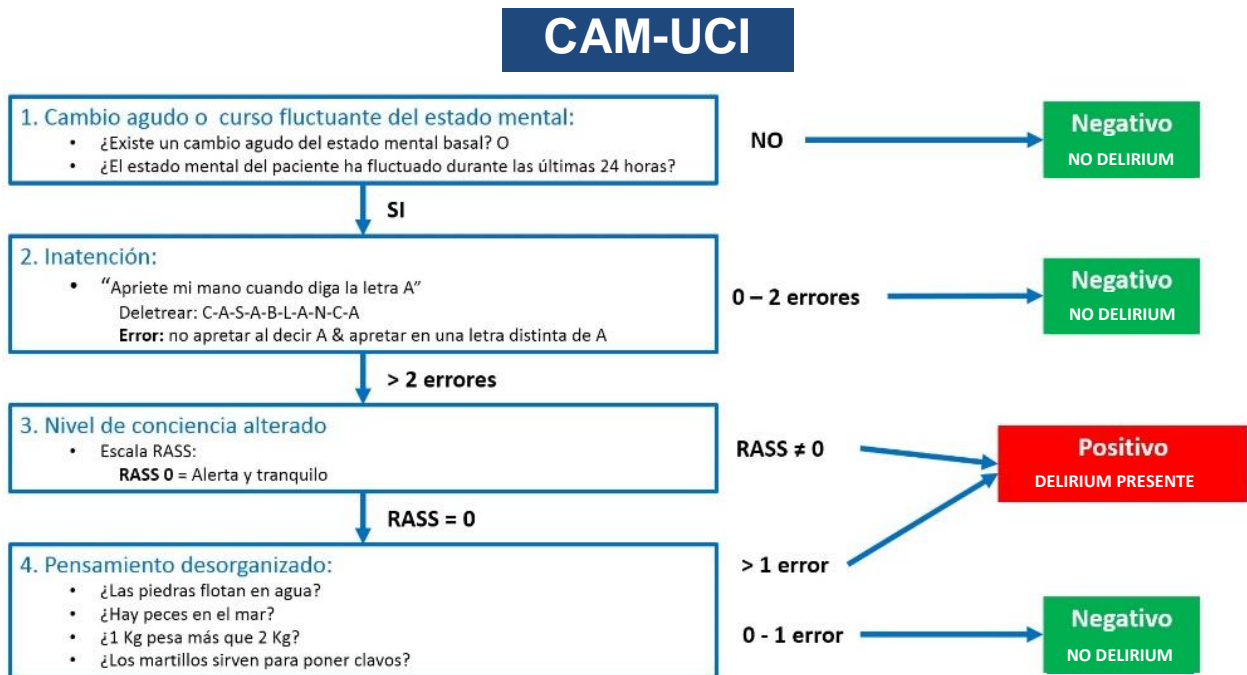 CAM-UCI
1. Cambio agudo o curso fluctuante del estado mental:
• ¿Existe un cambio agudo del estado mental basal? O
• ¿El estado mental del paciente ha fluctuado durante las últimas 24 horas?
NO
Negativo
NO DELIRIUM
SI
2. Inatención:
• “Apriete mi mano cuando diga la letra A”
Deletrear: C-A-S-A-B-L-A-N-C-A
Error: no apretar al decir A & apretar en una letra distinta de A
0 – 2 errores
Negativo
NO DELIRIUM
> 2 errores
3. Nivel de conciencia alterado
• Escala RASS:
RASS 0 = Alerta y tranquilo
RASS ≠ 0
Positivo
DELIRIUM PRESENTE
RASS = 0
4. Pensamiento desorganizado:
• ¿Las piedras flotan en agua?
• ¿Hay peces en el mar?
• ¿1 Kg pesa más que 2 Kg?
• ¿Los martillos sirven para poner clavos?
> 1 error
0 - 1 error
Negativo
NO DELIRIUM